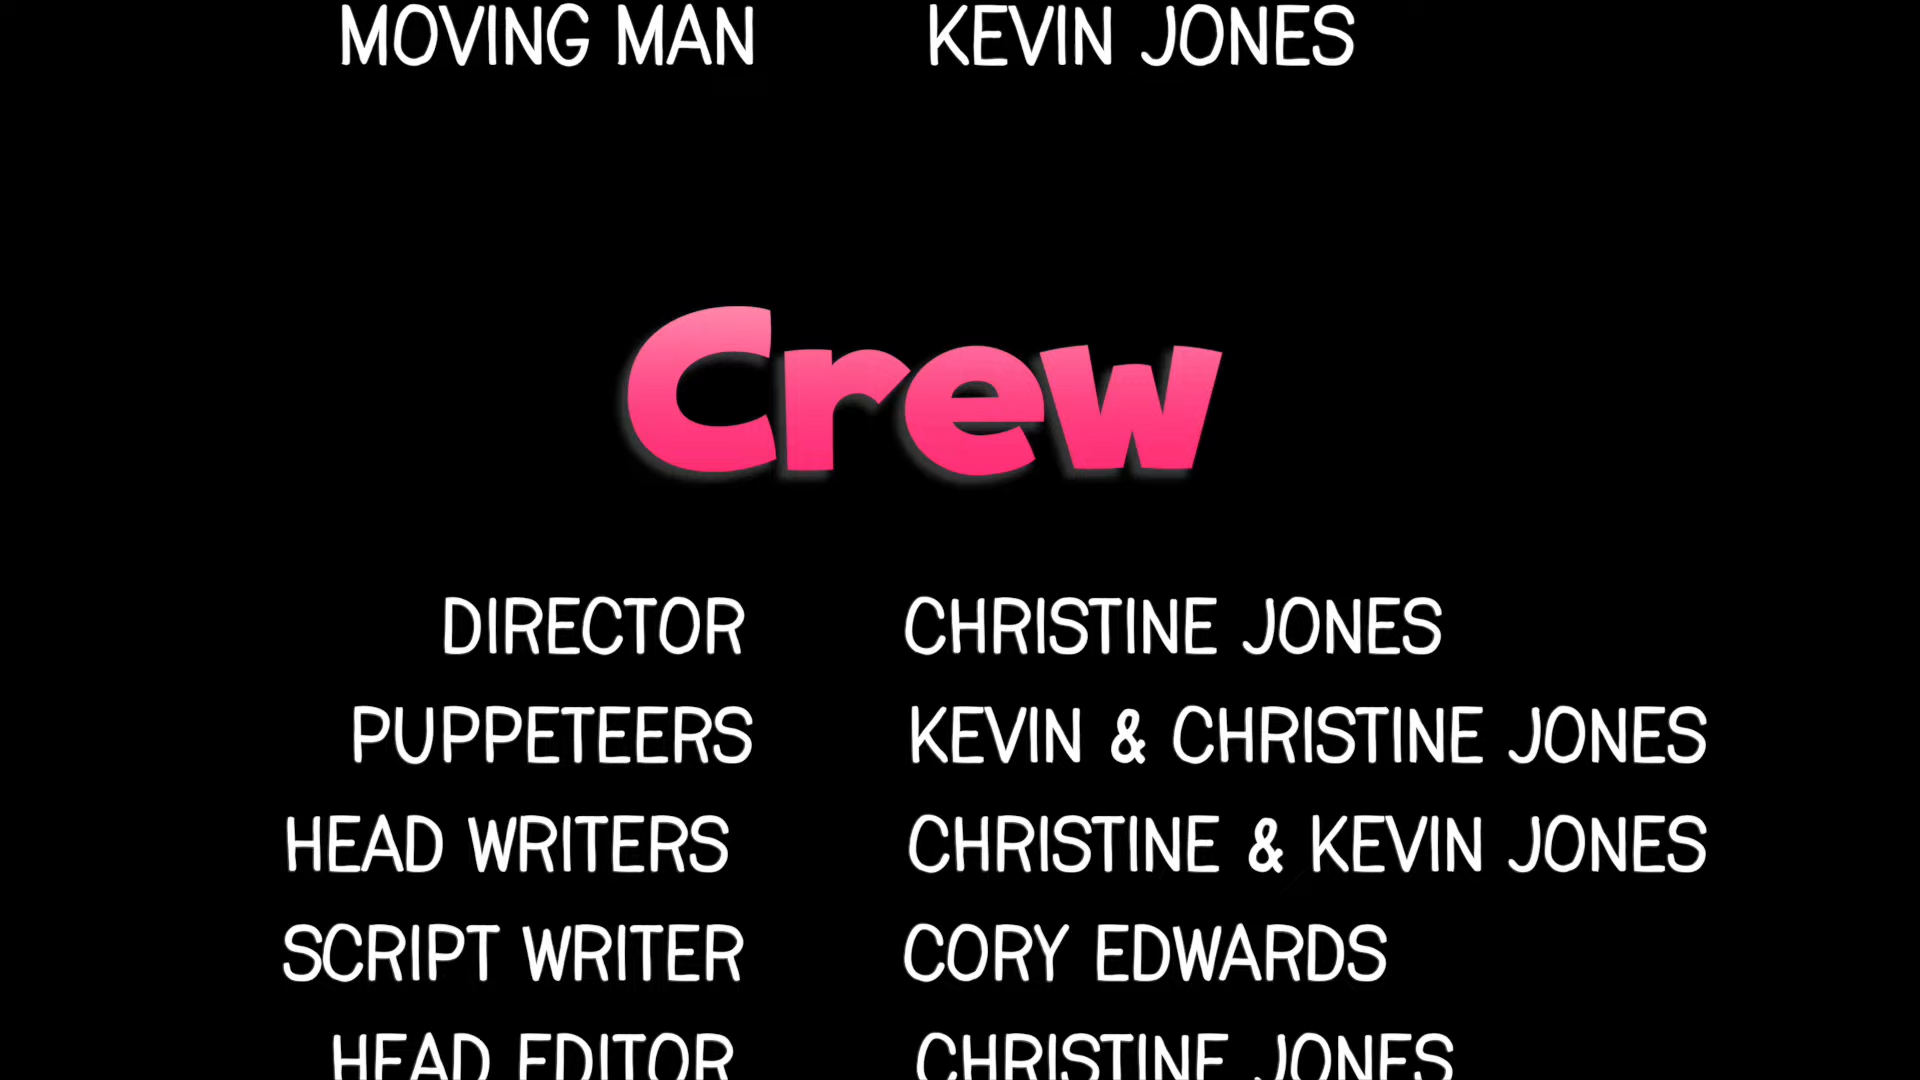 MOVING MAN KEVIN JONES
Crew
DIRECTOR CHRISTINE JONES
PUPPETEERS KEVIN & CHRISTINE JONES
HEAD WRITERS CHRISTINE & KEVIN JONES
SCRIPT WRITER CORY EDWARDS
HEAD EDITOR CHRISTINE JONES